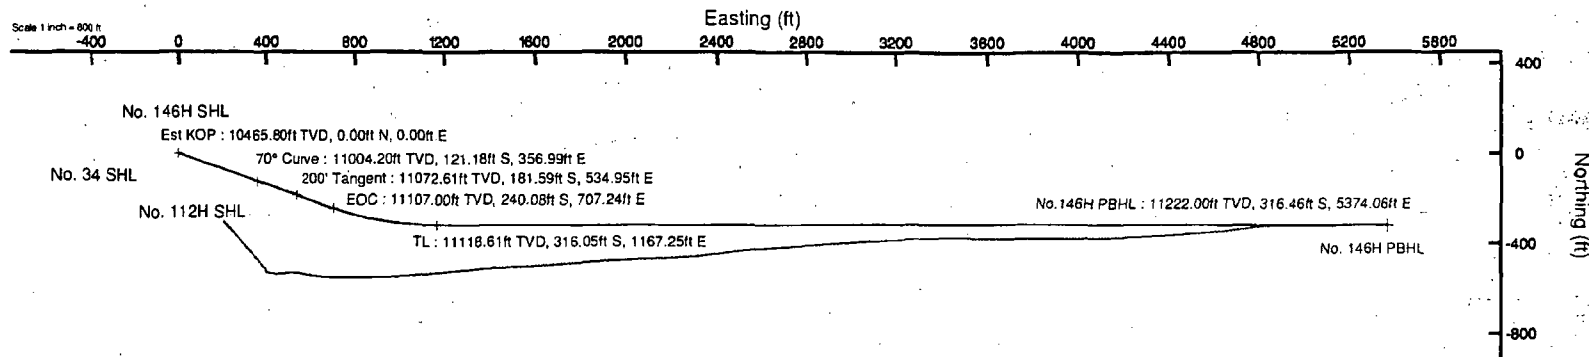 Easting (ft)
Scale 1 inch = 800 ft
-400 0 400 800 1200 1600 2000 2400 2800 3200 3600 4000 4400 4800 5200 5800
400
No. 146H SHL
Est KOP : 10465.80ft TVD, 0.00ft N, 0.00ft E
0
70° Curve : 11004.20ft TVD, 121.18ft S, 356.99ft E
No. 34 SHL
200' Tangent : 11072.61ft TVD, 181.59ft S, 534.95ft E
EOC : 11107.00ft TVD, 240.08ft S, 707.24ft E
No. 112H SHL
No.146H PBHL : 11222.00ft TVD, 316.46ft S, 5374.06ft E
Northing (ft)
TL : 11118.61ft TVD, 316.05ft S, 1167.25ft E
-400
No. 146H PBHL
-800